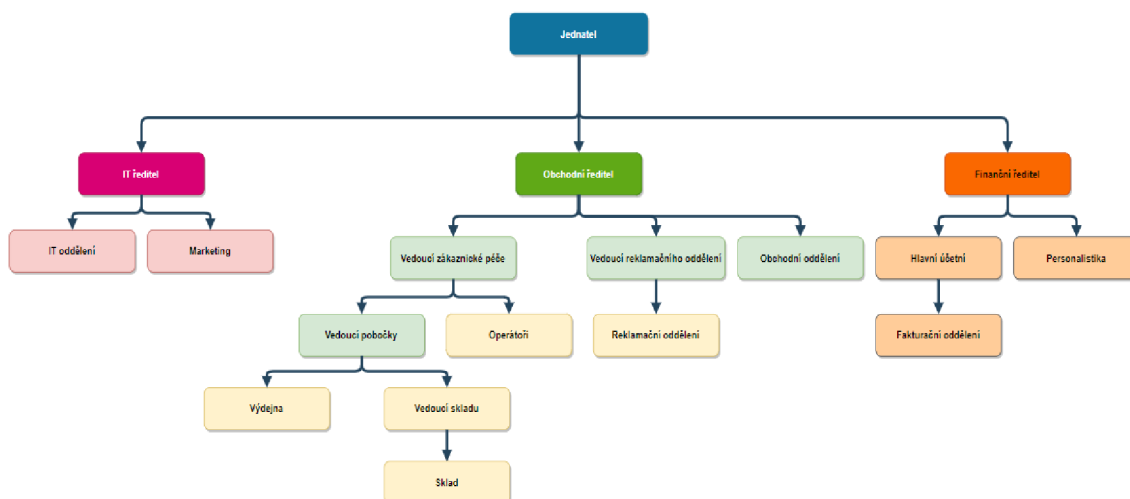 Jednatel
IT ředitel
Obchodní ředitel
Finanční ředitel
IT oddělení
Marketing
Vedoucí zákaznické péče
Vedoucí reklamačního oddělení
Obohodní oddělení
Hlavní účetní
Personalistika
Vedoucí pobočky
Operátoři
Reklamační oddělení
Fakturační oddělení
Výdejna
Vedoucí skladu
Sklad